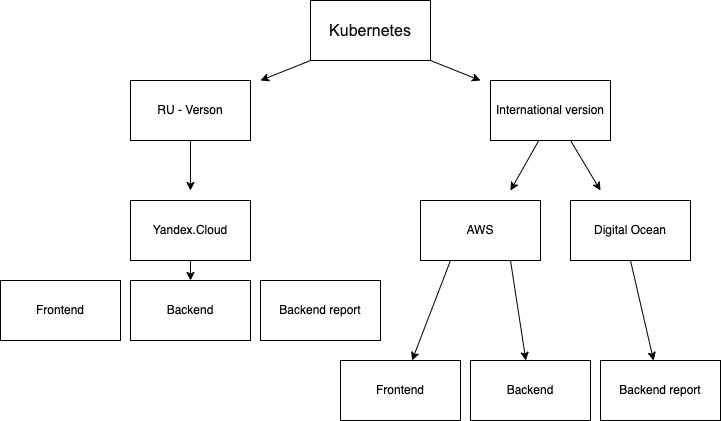 Kubernetes
RU - Verson
International version
Yandex.Cloud
AWS
Digital Ocean
Frontend
Backend
Backend report
Frontend
Backend
Backend report